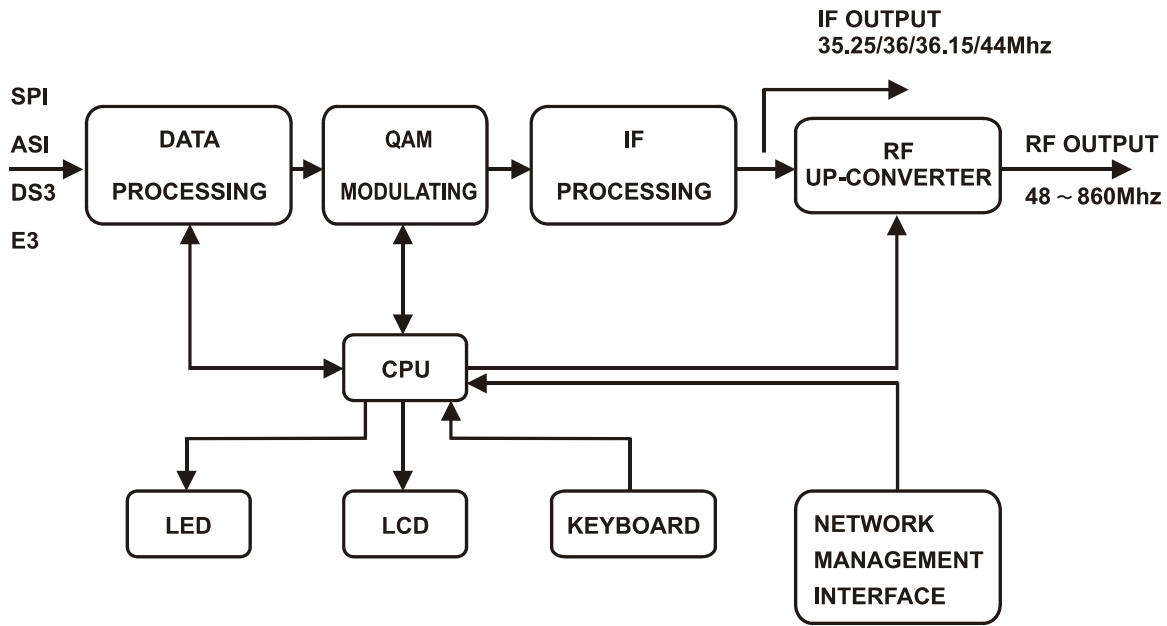 IF OUTPUT
35.25/36/36.15/44Mhz
SPI
ASI
DS3
E3
DATA
PROCESSING
QAM
MODULATING
IF
PROCESSING
RF
UP-CONVERTER
RF OUTPUT
48 ~ 860Mhz
CPU
LED
LCD
KEYBOARD
NETWORK
MANAGEMENT
INTERFACE